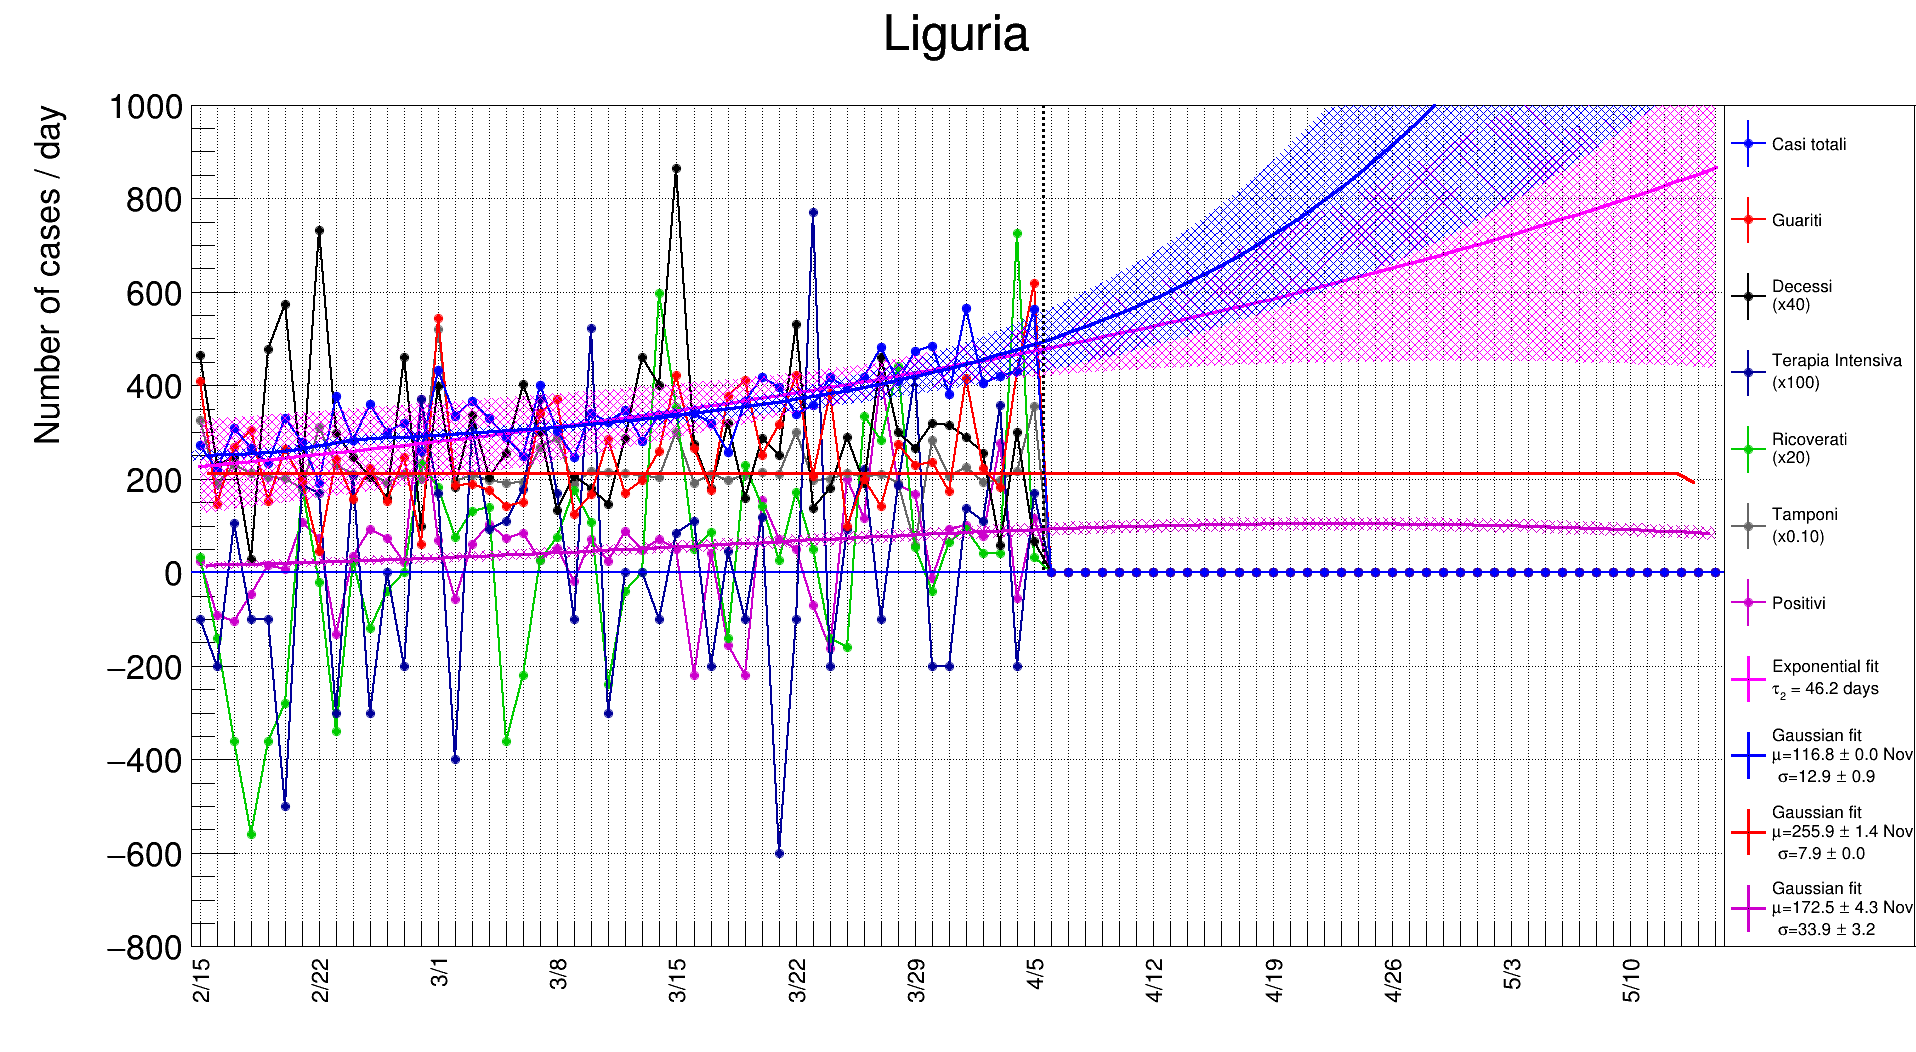 Liguria
Number of cases / day
1000
800
600
400
200
0
−200
−400
−600
−800
2/15
2/22
3/1
3/8
3/15
3/22
3/29
4/5
4/12
4/19
4/26
5/3
5/10
Casi totali
Guariti
Decessi
(x40)
Terapia Intensiva
(x100)
Ricoverati
(x20)
Tamponi
(x0.10)
Positivi
Exponential fit
τ2 = 46.2 days
Gaussian fit
μ=116.8 ± 0.0 Nov
σ=12.9 ± 0.9
Gaussian fit
μ=255.9 ± 1.4 Nov
σ=7.9 ± 0.0
Gaussian fit
μ=172.5 ± 4.3 Nov
σ=33.9 ± 3.2